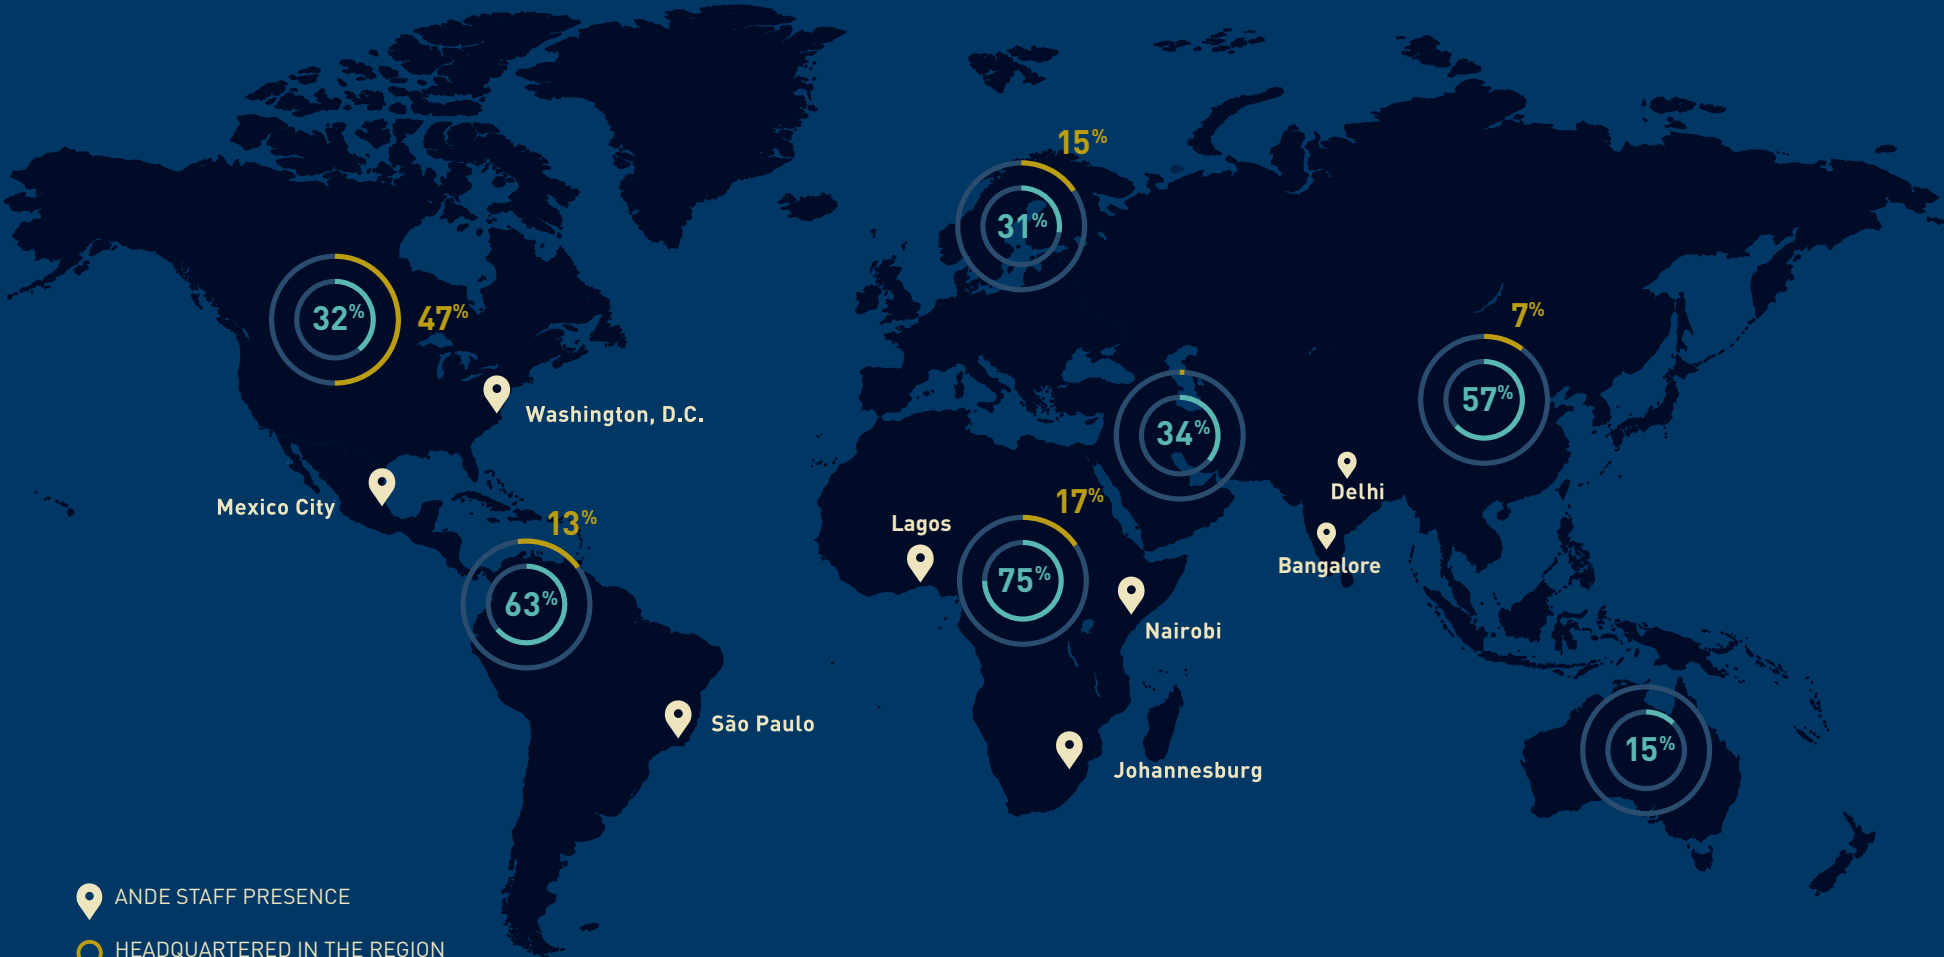 15%
31%
32%
47%
7%
57%
Washington, D.C.
34%
Delhi
Mexico City
17%
13%
Lagos
Bangalore
75%
63%
Nairobi
São Paulo
15%
Johannesburg
ANDE STAFF PRESENCE
HEADQUARTERED IN THE REGION